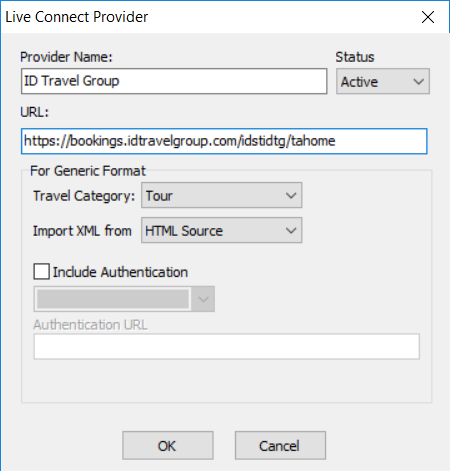 Live Connect Provider
Provider Name: Status
ID Travel Group Active
URL:
https://bookings.idtravelgroup.com/idstidtg/tahome
For Generic Format
Travel Category: Tour
Import XML from HTML Source
Include Authentication
Authentication URL
OK Cancel